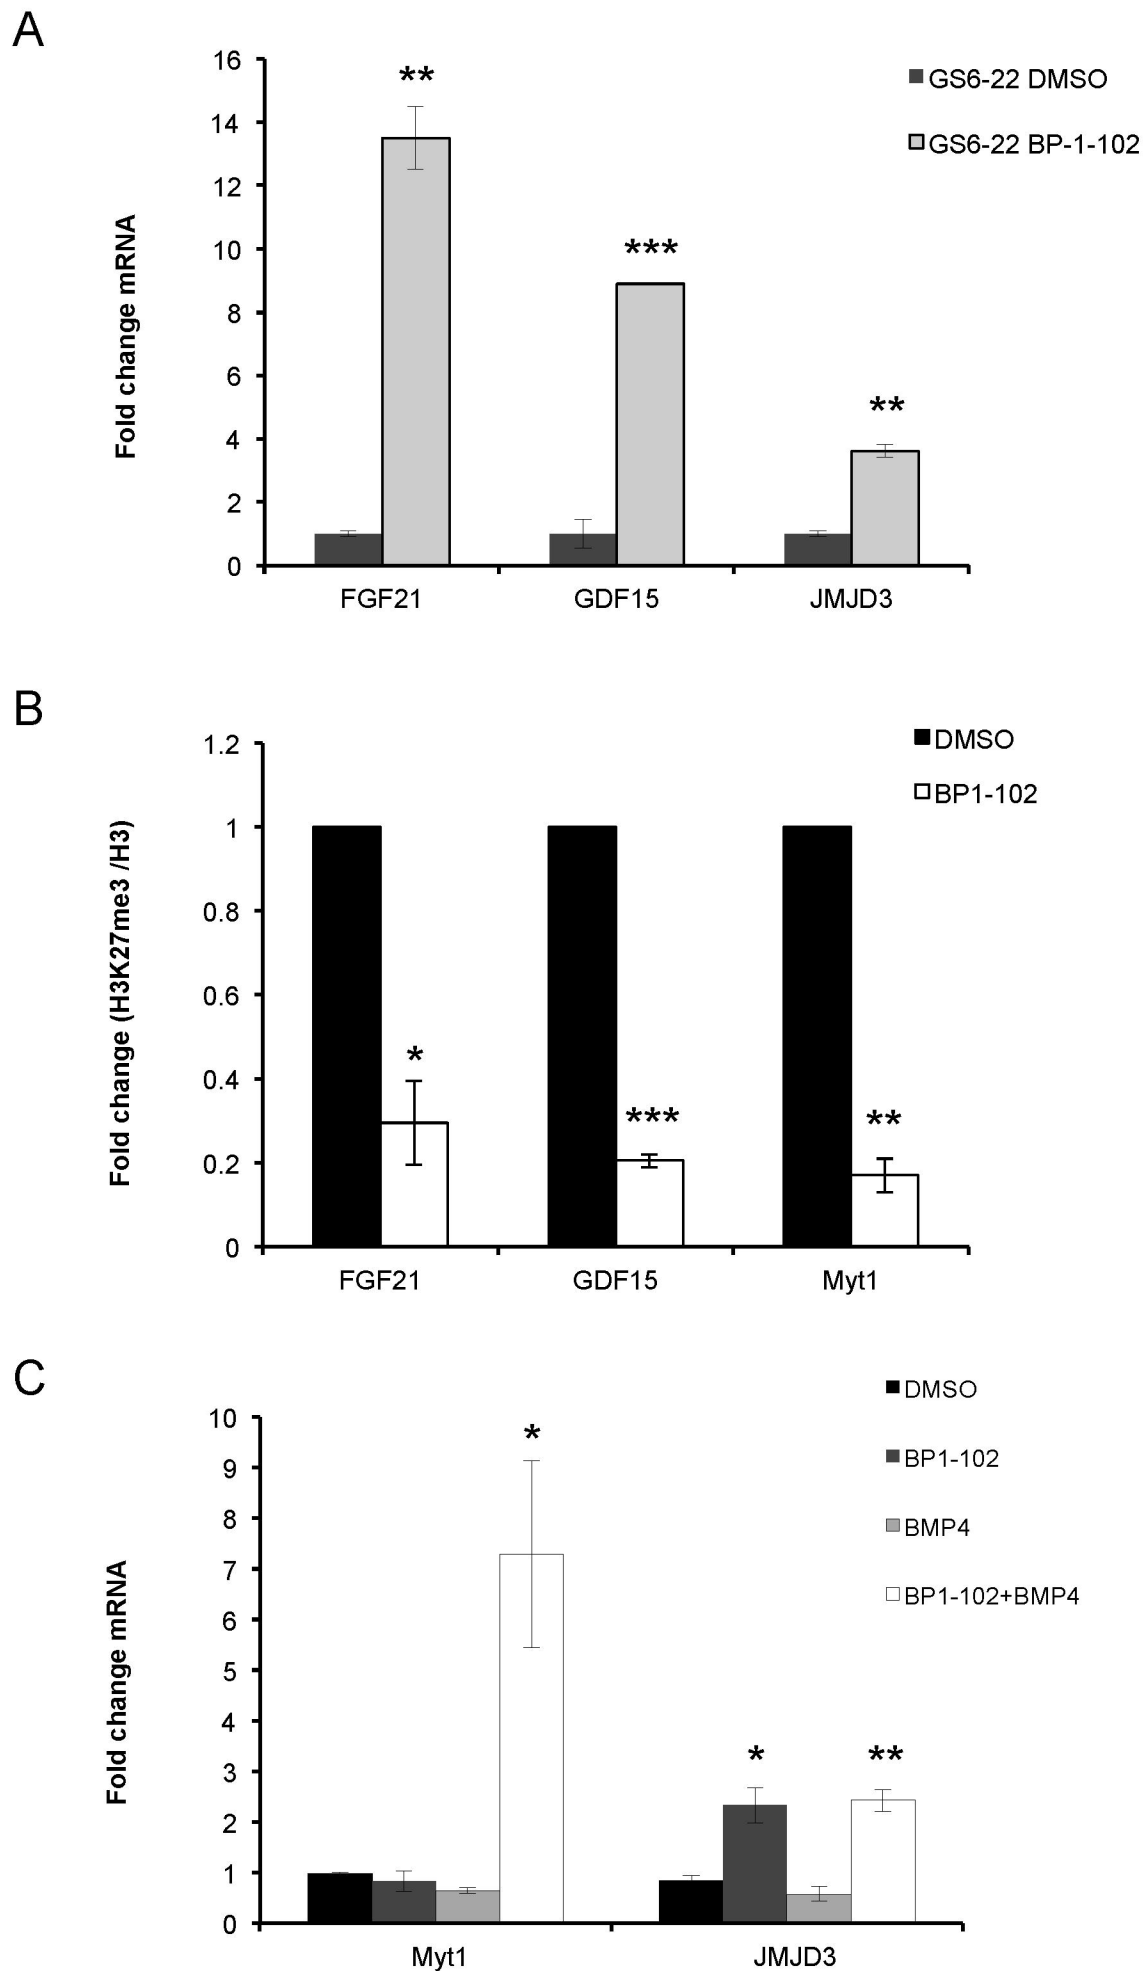 A
Fold change mRNA
16
14
12
10
8
6
4
2
0
**
***
**
GS6-22 DMSO
GS6-22 BP-1-102
FGF21 GDF15 JMJD3
B
Fold change (H3K27me3 /H3)
1.2
1
0.8
0.6
0.4
0.2
0
*
***
**
DMSO
BP1-102
FGF21 GDF15 Myt1
C
Fold change mRNA
10
9
8
7
6
5
4
3
2
1
0
*
*
**
DMSO
BP1-102
BMP4
BP1-102+BMP4
Myt1 JMJD3